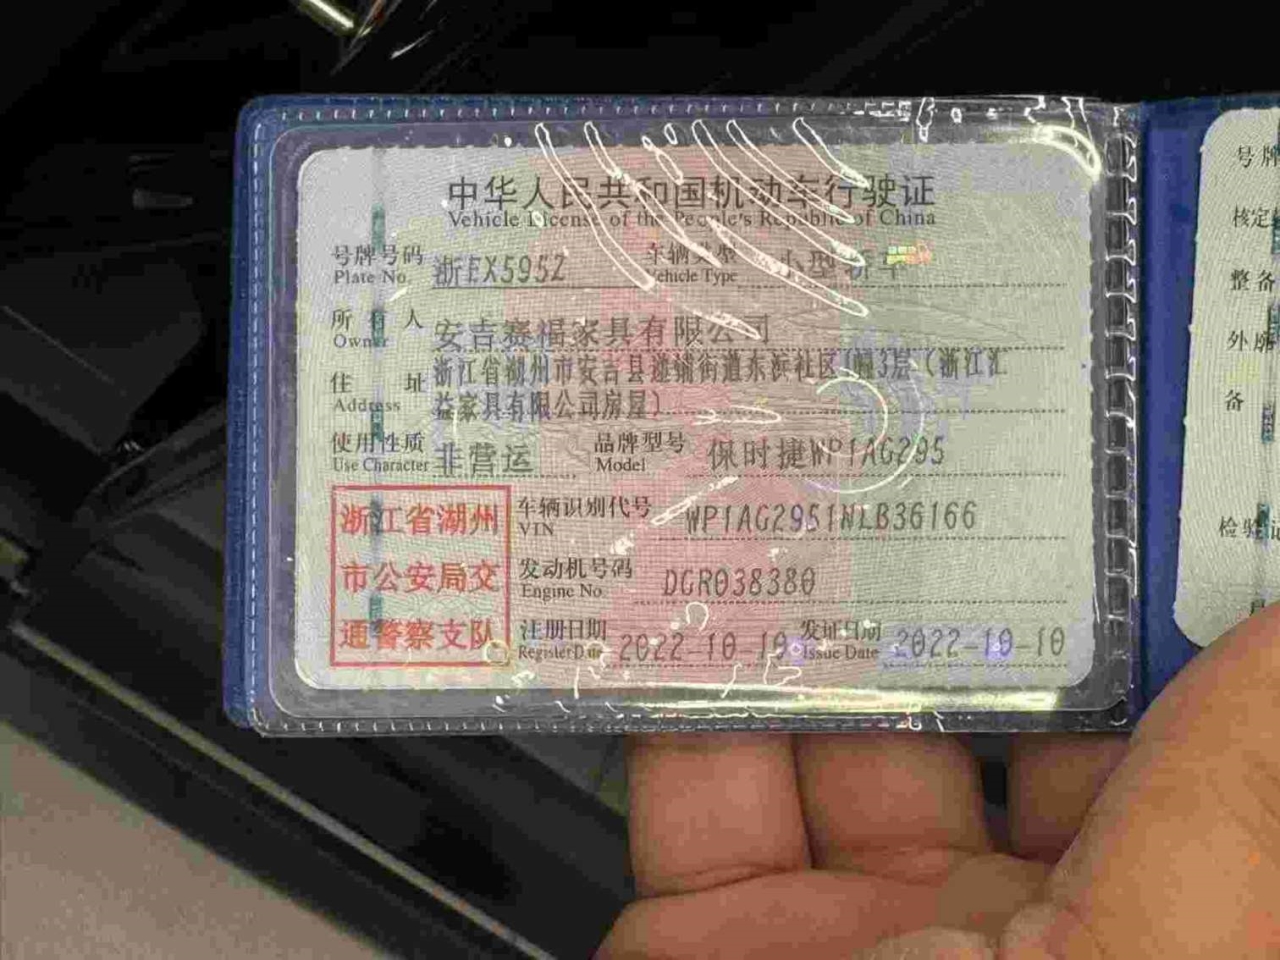 中华人民共和国机动车行驶证
Vehicle License of the People's Republic of China
号牌号码 浙EX595Z 车辆类型 小型轿车
Plate No. Vehicle Type
所有人 安吉赛福家具有限公司
Owner
住址 浙江省湖州市安吉县递铺街道东浜社区1幢3层（浙江汇
Address 益家具有限公司房屋）
使用性质 非营运 品牌型号 保时捷WP1AG295
Use Character Model
浙江省湖州 车辆识别代号 WP1AG2951NLB36166
VIN
市公安局交 发动机号码 DCR038380
Engine No.
通警察支队 注册日期 2022-10-10 发证日期 2022-10-10
Register Date Issue Date
号牌
核定
整备
外廓
备
检验记